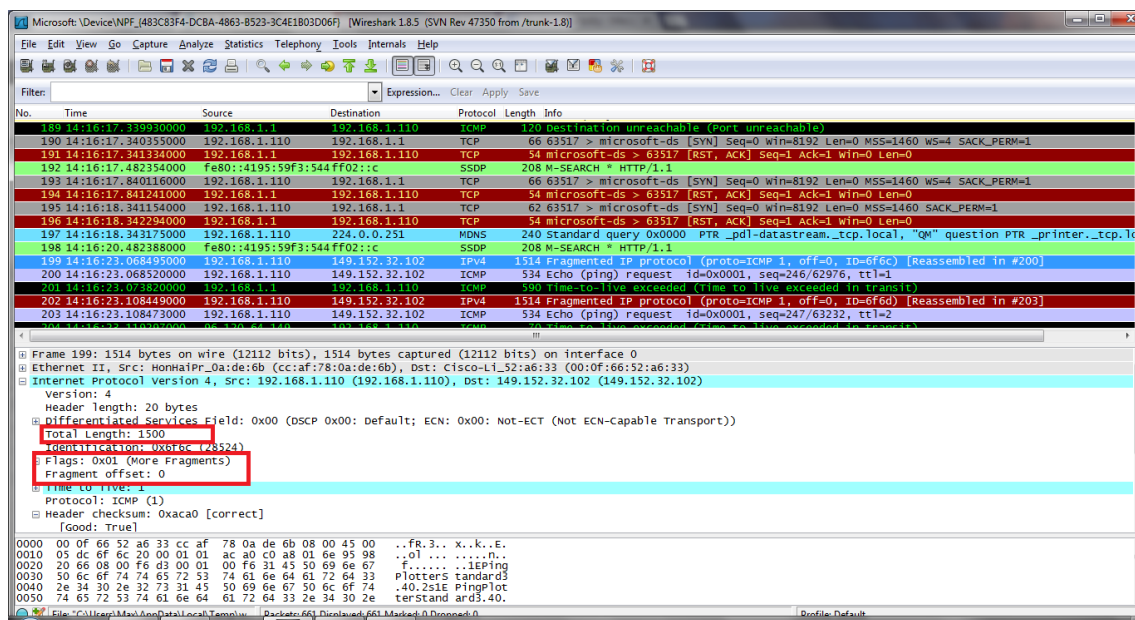 Microsoft: \Device\NPF_{483C83F4-DCBA-4863-B523-3C4E1B03D06F} [Wireshark 1.8.5 (SVN Rev 47350 from /trunk-1.8)]
File Edit View Go Capture Analyze Statistics Telephony Tools Internals Help
Filter: Expression... Clear Apply Save
No. Time Source Destination Protocol Length Info
189 14:16:17.339930000 192.168.1.1 192.168.1.110 ICMP 120 Destination unreachable (Port unreachable)
190 14:16:17.340355000 192.168.1.110 192.168.1.1 TCP 66 63517 > microsoft-ds [SYN] Seq=0 Win=8192 Len=0 MSS=1460 WS=4 SACK_PERM=1
191 14:16:17.341334000 192.168.1.1 192.168.1.110 TCP 54 microsoft-ds > 63517 [RST, ACK] Seq=1 Ack=1 Win=0 Len=0
192 14:16:17.482354000 fe80::4195:59f3:544 ff02::c SSDP 208 M-SEARCH * HTTP/1.1
193 14:16:17.840116000 192.168.1.110 192.168.1.1 TCP 66 63517 > microsoft-ds [SYN] Seq=0 Win=8192 Len=0 MSS=1460 WS=4 SACK_PERM=1
194 14:16:17.841241000 192.168.1.1 192.168.1.110 TCP 54 microsoft-ds > 63517 [RST, ACK] Seq=1 Ack=1 Win=0 Len=0
195 14:16:18.341154000 192.168.1.110 192.168.1.1 TCP 62 63517 > microsoft-ds [SYN] Seq=0 Win=8192 Len=0 MSS=1460 SACK_PERM=1
196 14:16:18.342294000 192.168.1.1 192.168.1.110 TCP 54 microsoft-ds > 63517 [RST, ACK] Seq=1 Ack=1 Win=0 Len=0
197 14:16:18.343175000 192.168.1.110 224.0.0.251 MDNS 240 Standard query 0x0000 PTR _pdl-datastream._tcp.local, "QM" question PTR _printer._tcp.lo
198 14:16:20.482388000 fe80::4195:59f3:544 ff02::c SSDP 208 M-SEARCH * HTTP/1.1
199 14:16:23.068495000 192.168.1.110 149.152.32.102 IPv4 1514 Fragmented IP protocol (proto=ICMP 1, off=0, ID=6f6c) [Reassembled in #200]
200 14:16:23.068520000 192.168.1.110 149.152.32.102 ICMP 534 Echo (ping) request id=0x0001, seq=246/62976, ttl=1
201 14:16:23.073820000 192.168.1.1 192.168.1.110 ICMP 590 Time-to-live exceeded (Time to live exceeded in transit)
202 14:16:23.108449000 192.168.1.110 149.152.32.102 IPv4 1514 Fragmented IP protocol (proto=ICMP 1, off=0, ID=6f6d) [Reassembled in #203]
203 14:16:23.108473000 192.168.1.110 149.152.32.102 ICMP 534 Echo (ping) request id=0x0001, seq=247/63232, ttl=2
204 14:16:23.119297000 96.120.64.149 192.168.1.110 ICMP 70 Time-to-live exceeded (Time to live exceeded in transit)
Frame 199: 1514 bytes on wire (12112 bits), 1514 bytes captured (12112 bits) on interface 0
Ethernet II, Src: HonHaiPr_0a:de:6b (cc:af:78:0a:de:6b), Dst: Cisco-Li_52:a6:33 (00:0f:66:52:a6:33)
Internet Protocol Version 4, Src: 192.168.1.110 (192.168.1.110), Dst: 149.152.32.102 (149.152.32.102)
Version: 4
Header length: 20 bytes
Differentiated Services Field: 0x00 (DSCP 0x00: Default; ECN: 0x00: Not-ECT (Not ECN-Capable Transport))
Total Length: 1500
Identification: 0x6f6c (28524)
Flags: 0x01 (More Fragments)
Fragment offset: 0
Time to live: 1
Protocol: ICMP (1)
Header checksum: 0xaca0 [correct]
[Good: True]
0000 00 0f 66 52 a6 33 cc af 78 0a de 6b 08 00 45 00 ..fR.3.. x..k..E.
0010 05 dc 6f 6c 20 00 01 01 ac a0 c0 a8 01 6e 95 98 ..ol ... .....n..
0020 20 66 08 00 f6 d3 00 01 00 f6 31 45 50 69 6e 67 f...... ..1EPing
0030 50 6c 6f 74 74 65 72 53 74 61 6e 64 61 72 64 33 PlotterS tandard3
0040 2e 34 30 2e 32 73 31 45 50 69 6e 67 50 6c 6f 74 .40.2s1E PingPlot
0050 74 65 72 53 74 61 6e 64 61 72 64 33 2e 34 30 2e terStand ard3.40.
File: "C:\Users\Max\AppData\Local\Temp\w Packets: 661 Displayed: 661 Marked: 0 Dropped: 0 Profile: Default